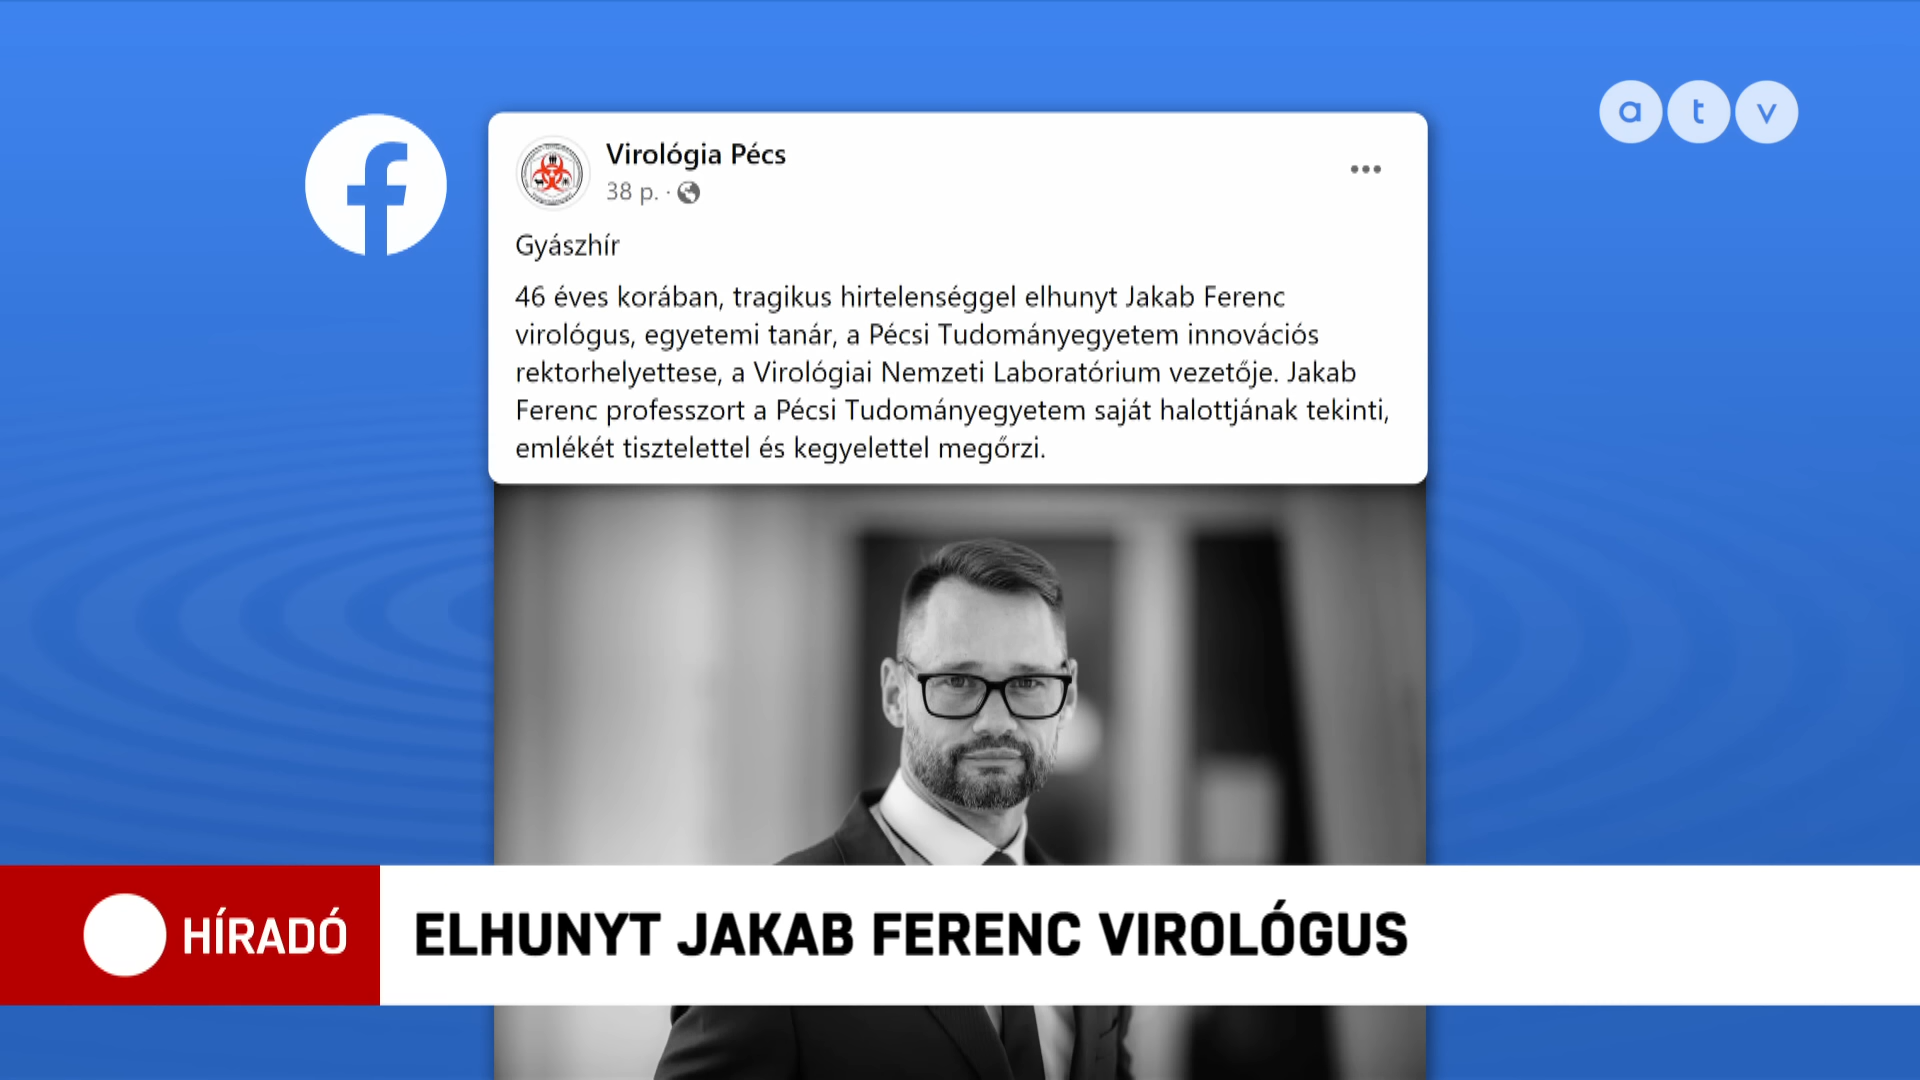 a t v
Virológia Pécs
38 p. ·
Gyászhír
46 éves korában, tragikus hirtelenséggel elhunyt Jakab Ferenc
virológus, egyetemi tanár, a Pécsi Tudományegyetem innovációs
rektorhelyettese, a Virológiai Nemzeti Laboratórium vezetője. Jakab
Ferenc professzort a Pécsi Tudományegyetem saját halottjának tekinti,
emlékét tisztelettel és kegyelettel megőrzi.
HÍRADÓ
ELHUNYT JAKAB FERENC VIROLÓGUS